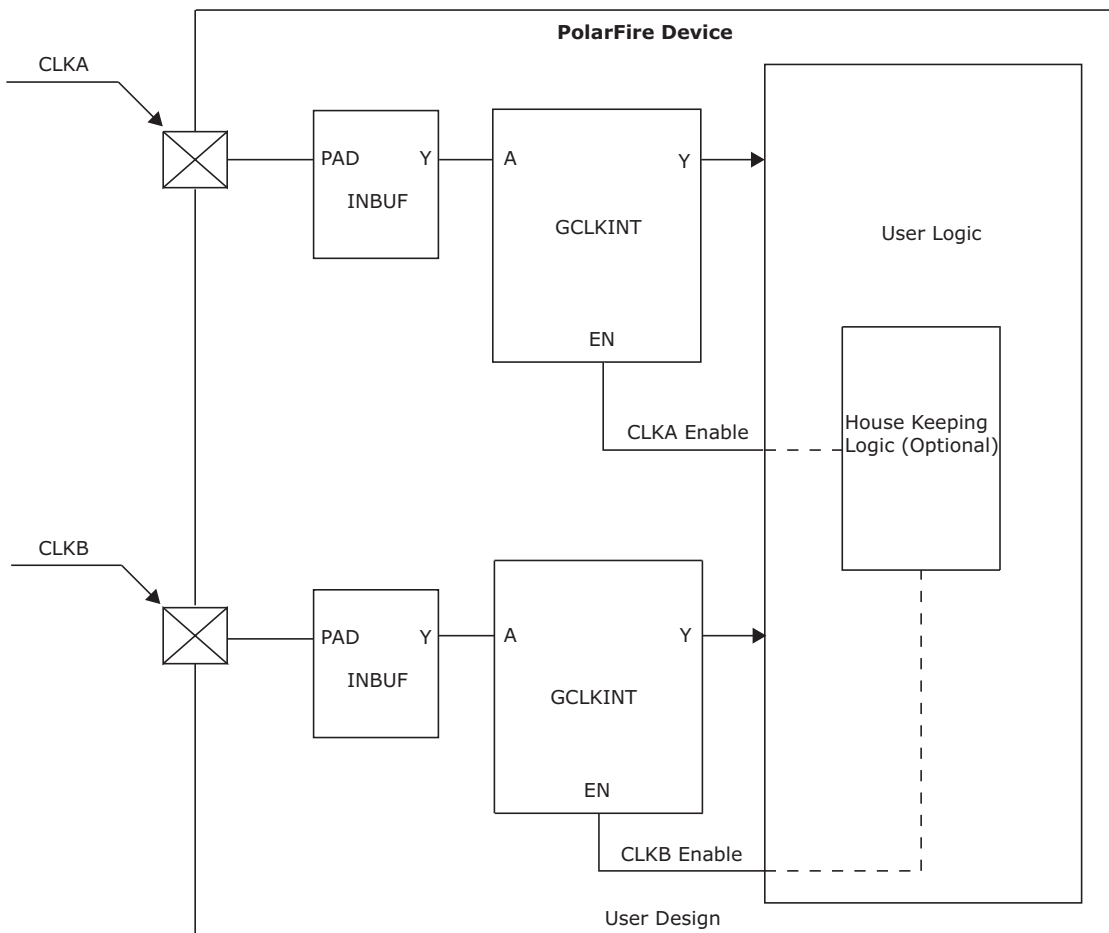 PolarFire Device
CLKA
PAD
Y
INBUF
A
Y
GCLKINT
EN
CLKA Enable
User Logic
House Keeping
Logic (Optional)
CLKB
PAD
Y
INBUF
A
Y
GCLKINT
EN
CLKB Enable
User Design